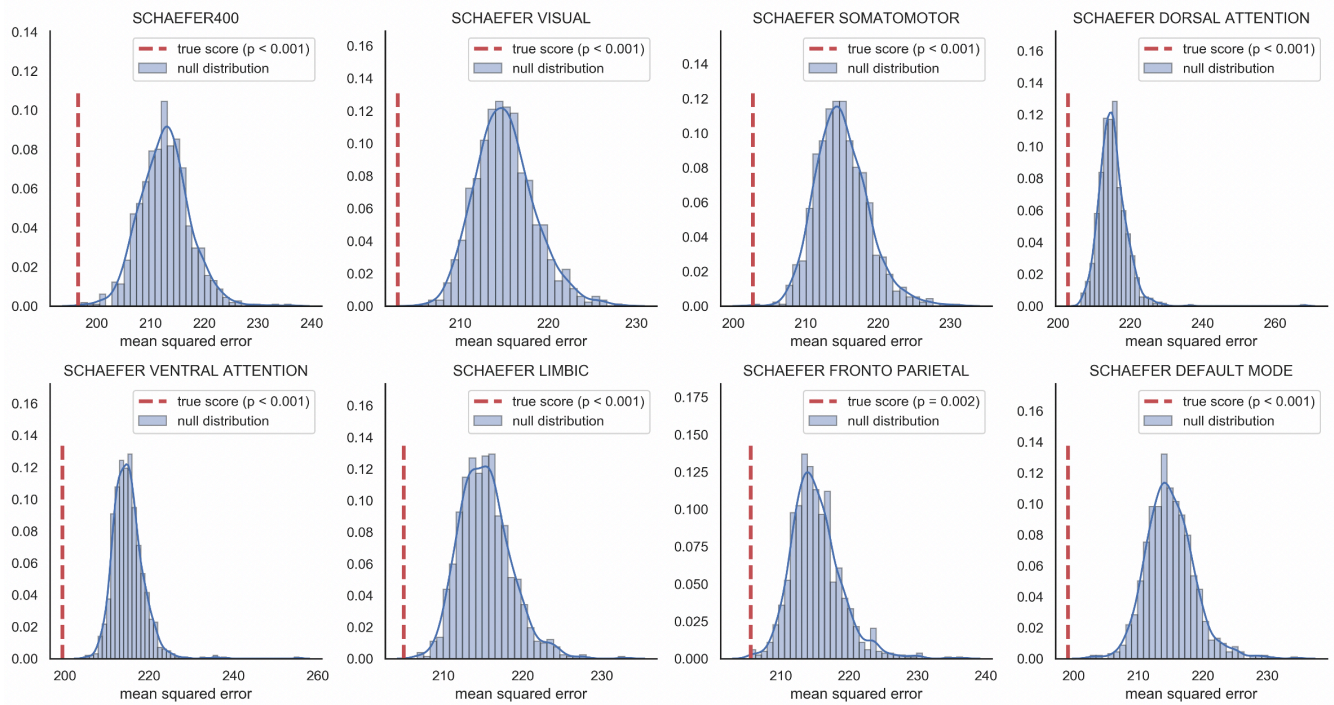 SCHAEFER400
0.14
0.12
0.10
0.08
0.06
0.04
0.02
0.00
true score (p < 0.001)
null distribution
200 210 220 230 240
mean squared error
SCHAEFER VISUAL
0.16
0.14
0.12
0.10
0.08
0.06
0.04
0.02
0.00
true score (p < 0.001)
null distribution
210 220 230
mean squared error
SCHAEFER SOMATOMOTOR
0.14
0.12
0.10
0.08
0.06
0.04
0.02
0.00
true score (p < 0.001)
null distribution
200 210 220 230
mean squared error
SCHAEFER DORSAL ATTENTION
0.16
0.14
0.12
0.10
0.08
0.06
0.04
0.02
0.00
true score (p < 0.001)
null distribution
200 220 240 260
mean squared error
SCHAEFER VENTRAL ATTENTION
0.16
0.14
0.12
0.10
0.08
0.06
0.04
0.02
0.00
true score (p < 0.001)
null distribution
200 220 240 260
mean squared error
SCHAEFER LIMBIC
0.16
0.14
0.12
0.10
0.08
0.06
0.04
0.02
0.00
true score (p < 0.001)
null distribution
210 220 230
mean squared error
SCHAEFER FRONTO PARIETAL
0.175
0.150
0.125
0.100
0.075
0.050
0.025
0.000
true score (p = 0.002)
null distribution
210 220 230 240
mean squared error
SCHAEFER DEFAULT MODE
0.16
0.14
0.12
0.10
0.08
0.06
0.04
0.02
0.00
true score (p < 0.001)
null distribution
200 210 220 230
mean squared error